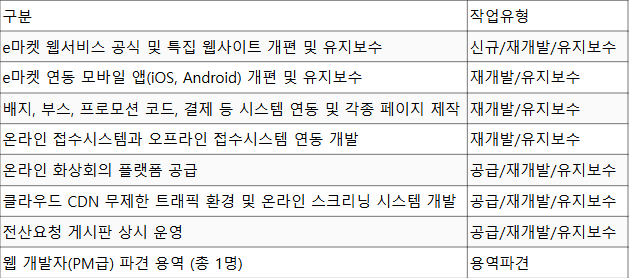 구분 작업유형
e마켓 웹서비스 공식 및 특집 웹사이트 개편 및 유지보수 신규/재개발/유지보수
e마켓 연동 모바일 앱(iOS, Android) 개편 및 유지보수 재개발/유지보수
배지, 부스, 프로모션 코드, 결제 등 시스템 연동 및 각종 페이지 제작 재개발/유지보수
온라인 접수시스템과 오프라인 접수시스템 연동 개발 재개발/유지보수
온라인 화상회의 플랫폼 공급 공급/재개발/유지보수
클라우드 CDN 무제한 트래픽 환경 및 온라인 스크리닝 시스템 개발 공급/재개발/유지보수
전산요청 게시판 상시 운영 공급/재개발/유지보수
웹 개발자(PM급) 파견 용역 (총 1명) 용역파견